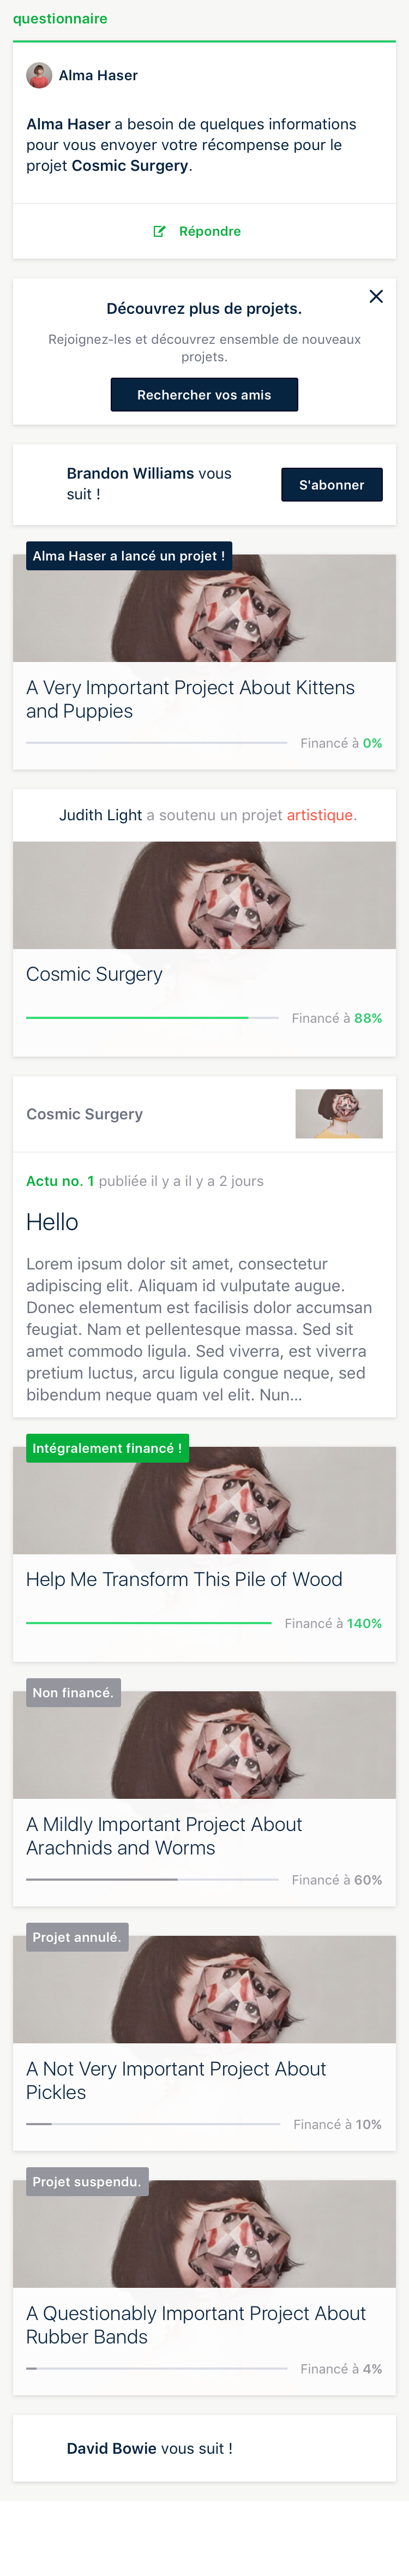 questionnaire
Alma Haser
Alma Haser a besoin de quelques informations
pour vous envoyer votre récompense pour le
projet Cosmic Surgery.
Répondre
Découvrez plus de projets.
Rejoignez-les et découvrez ensemble de nouveaux
projets.
Rechercher vos amis
Brandon Williams vous
suit !
S'abonner
Alma Haser a lancé un projet !
A Very Important Project About Kittens
and Puppies
Financé à 0%
Judith Light a soutenu un projet artistique.
Cosmic Surgery
Financé à 88%
Cosmic Surgery
Actu no. 1 publiée il y a il y a 2 jours
Hello
Lorem ipsum dolor sit amet, consectetur
adipiscing elit. Aliquam id vulputate augue.
Donec elementum est facilisis dolor accumsan
feugiat. Nam et pellentesque massa. Sed sit
amet commodo ligula. Sed viverra, est viverra
pretium luctus, arcu ligula congue neque, sed
bibendum neque quam vel elit. Nun...
Intégralement financé !
Help Me Transform This Pile of Wood
Financé à 140%
Non financé.
A Mildly Important Project About
Arachnids and Worms
Financé à 60%
Projet annulé.
A Not Very Important Project About
Pickles
Financé à 10%
Projet suspendu.
A Questionably Important Project About
Rubber Bands
Financé à 4%
David Bowie vous suit !